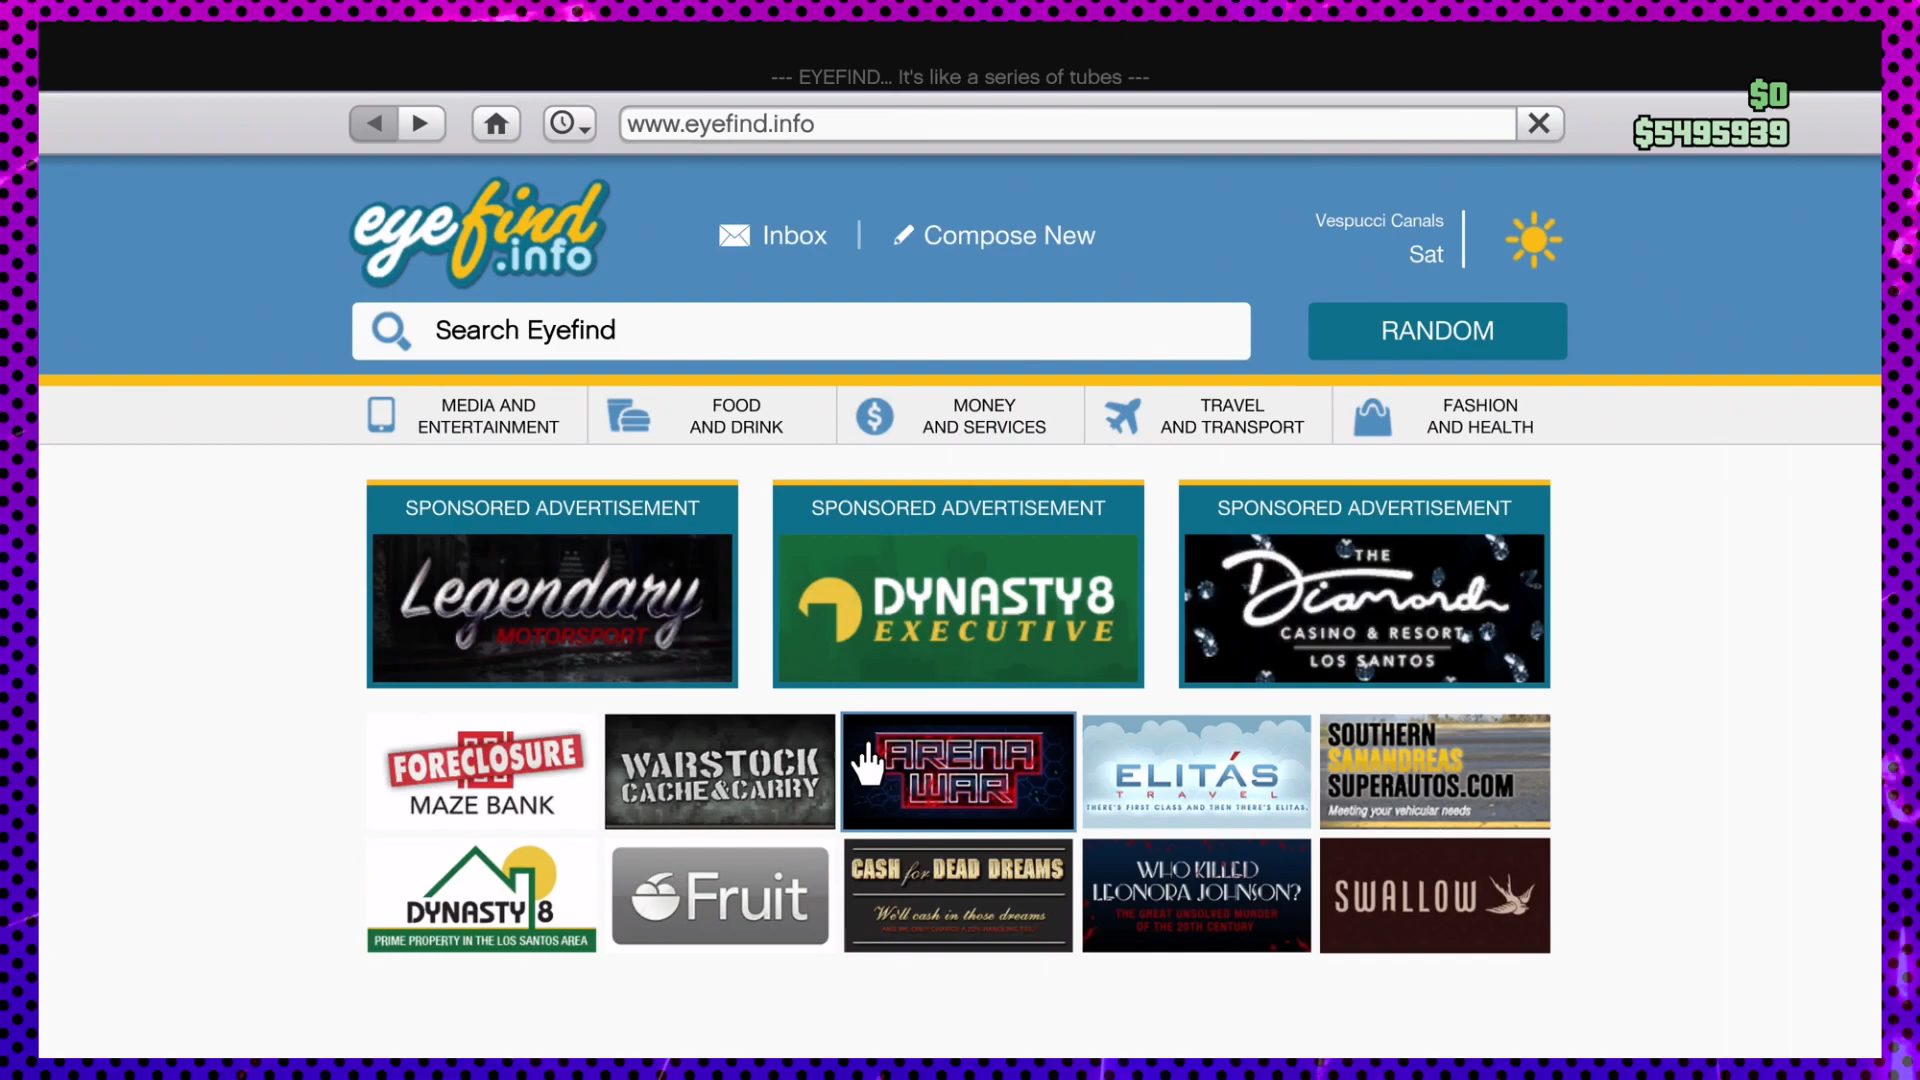 --- EYEFIND... It's like a series of tubes ---
$0
www.eyefind.info
$5495939
eyefind
.info
Inbox
Compose New
Vespucci Canals
Sat
Search Eyefind
RANDOM
MEDIA AND
ENTERTAINMENT
FOOD
AND DRINK
MONEY
AND SERVICES
TRAVEL
AND TRANSPORT
FASHION
AND HEALTH
SPONSORED ADVERTISEMENT
Legendary
MOTORSPORT
SPONSORED ADVERTISEMENT
DYNASTY8
EXECUTIVE
SPONSORED ADVERTISEMENT
THE
Diamond
CASINO & RESORT
LOS SANTOS
FORECLOSURE
MAZE BANK
WARSTOCK
CACHE&CARRY
ARENA
WAR
ELITÁS
TRAVEL
THERE'S FIRST CLASS AND THEN THERE'S ELITAS.
SOUTHERN
SANANDREAS
SUPERAUTOS.COM
Meeting your vehicular needs
DYNASTY 8
PRIME PROPERTY IN THE LOS SANTOS AREA
Fruit
CASH for DEAD DREAMS
We'll cash in those dreams
WHO KILLED
LEONORA JOHNSON?
THE GREAT UNSOLVED MURDER
OF THE 20TH CENTURY
SWALLOW